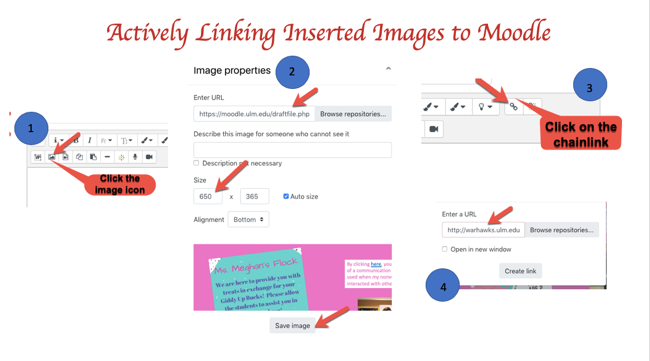 Actively Linking Inserted Images to Moodle
1
Click the
image icon
Image properties
2
Enter URL
https://moodle.ulm.edu/draftfile.php
Browse repositories...
Describe this image for someone who cannot see it
Description not necessary
Size
650 x 365 Auto size
Alignment Bottom
Ms. Meghan's Flock
We are here to provide you with
treats in exchange for your
Giddy Up Bucks! Please allow
the students to assist you in
By clicking here, you
of a communication
used when my
interacted with othe
Save image
3
Click on the
chainlink
Enter a URL
http://warhawks.ulm.edu
Browse repositories...
Open in new window
Create link
4